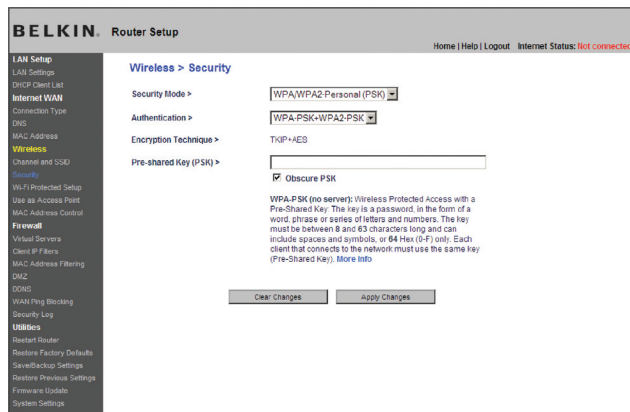 BELKIN. Router Setup
Home | Help | Logout Internet Status: Not connected
LAN Setup
LAN Settings
DHCP Client List
Internet WAN
Connection Type
DNS
MAC Address
Wireless
Channel and SSID
Security
Wi-Fi Protected Setup
Use as Access Point
MAC Address Control
Firewall
Virtual Servers
Client IP Filters
MAC Address Filtering
DMZ
DDNS
WAN Ping Blocking
Security Log
Utilities
Restart Router
Restore Factory Defaults
Save/Backup Settings
Restore Previous Settings
Firmware Update
System Settings
Wireless > Security
Security Mode > WPA/WPA2-Personal (PSK)
Authentication > WPA-PSK+WPA2-PSK
Encryption Technique > TKIP+AES
Pre-shared Key (PSK) >
Obscure PSK
WPA-PSK (no server): Wireless Protected Access with a
Pre-Shared Key: The key is a password, in the form of a
word, phrase or series of letters and numbers. The key
must be between 8 and 63 characters long and can
include spaces and symbols, or 64 Hex (0-F) only. Each
client that connects to the network must use the same key
(Pre-Shared Key). More Info
Clear Changes Apply Changes